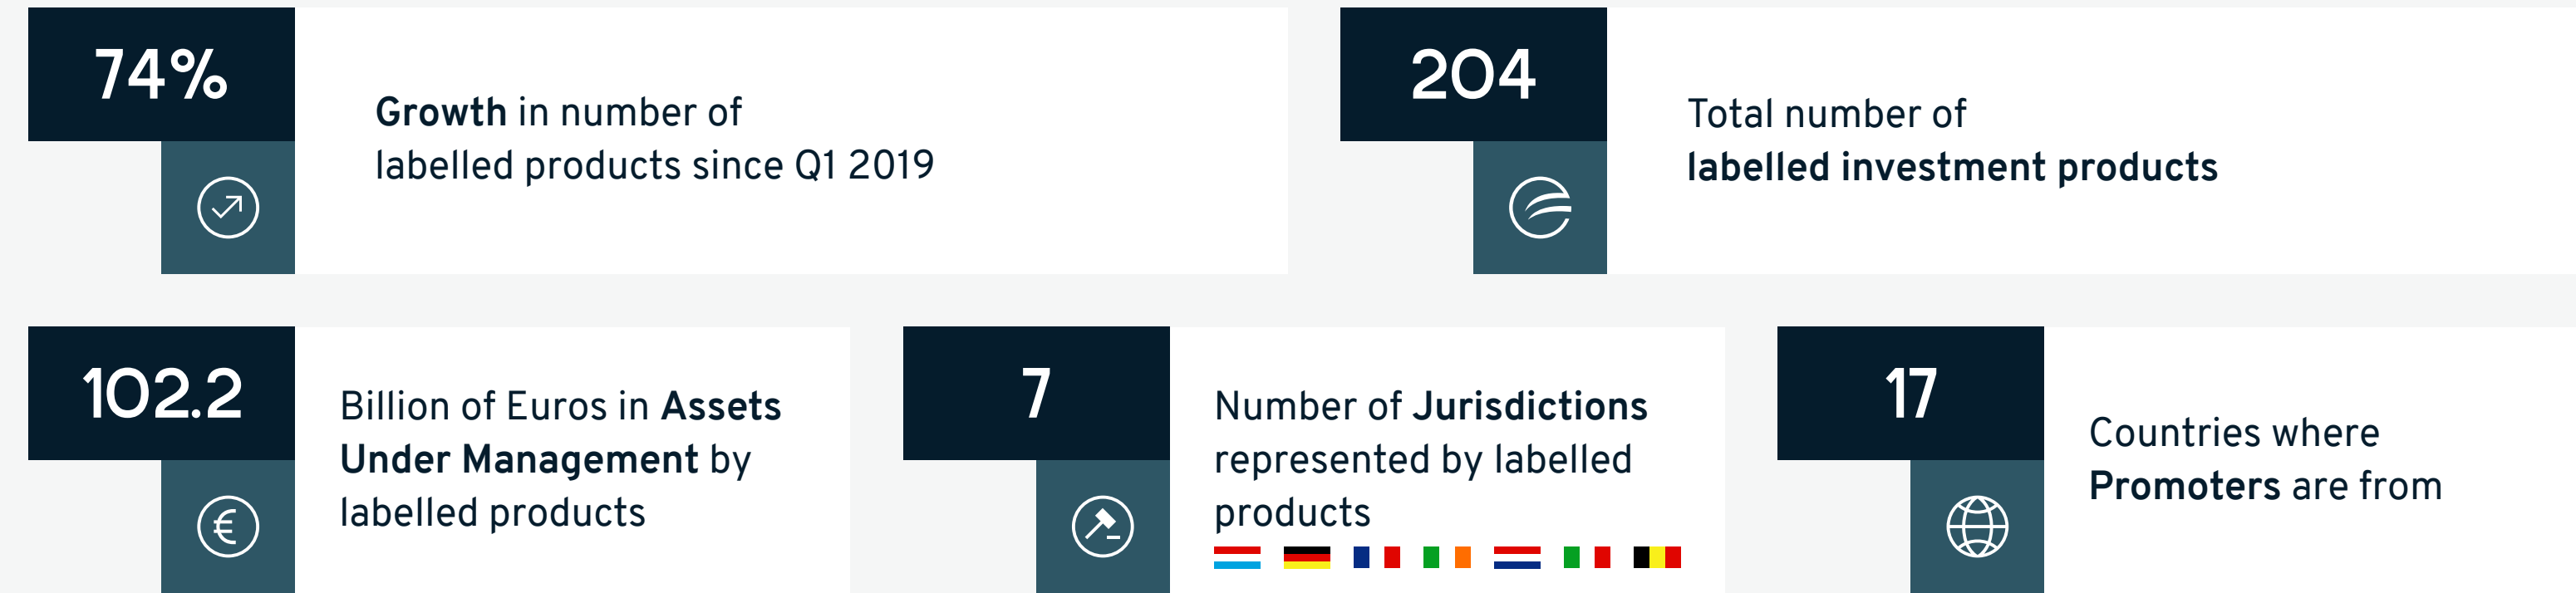 74%
Growth in number of
labelled products since Q1 2019
204
Total number of
labelled investment products
102.2
Billion of Euros in Assets
Under Management by
labelled products
7
Number of Jurisdictions
represented by labelled
products
17
Countries where
Promoters are from